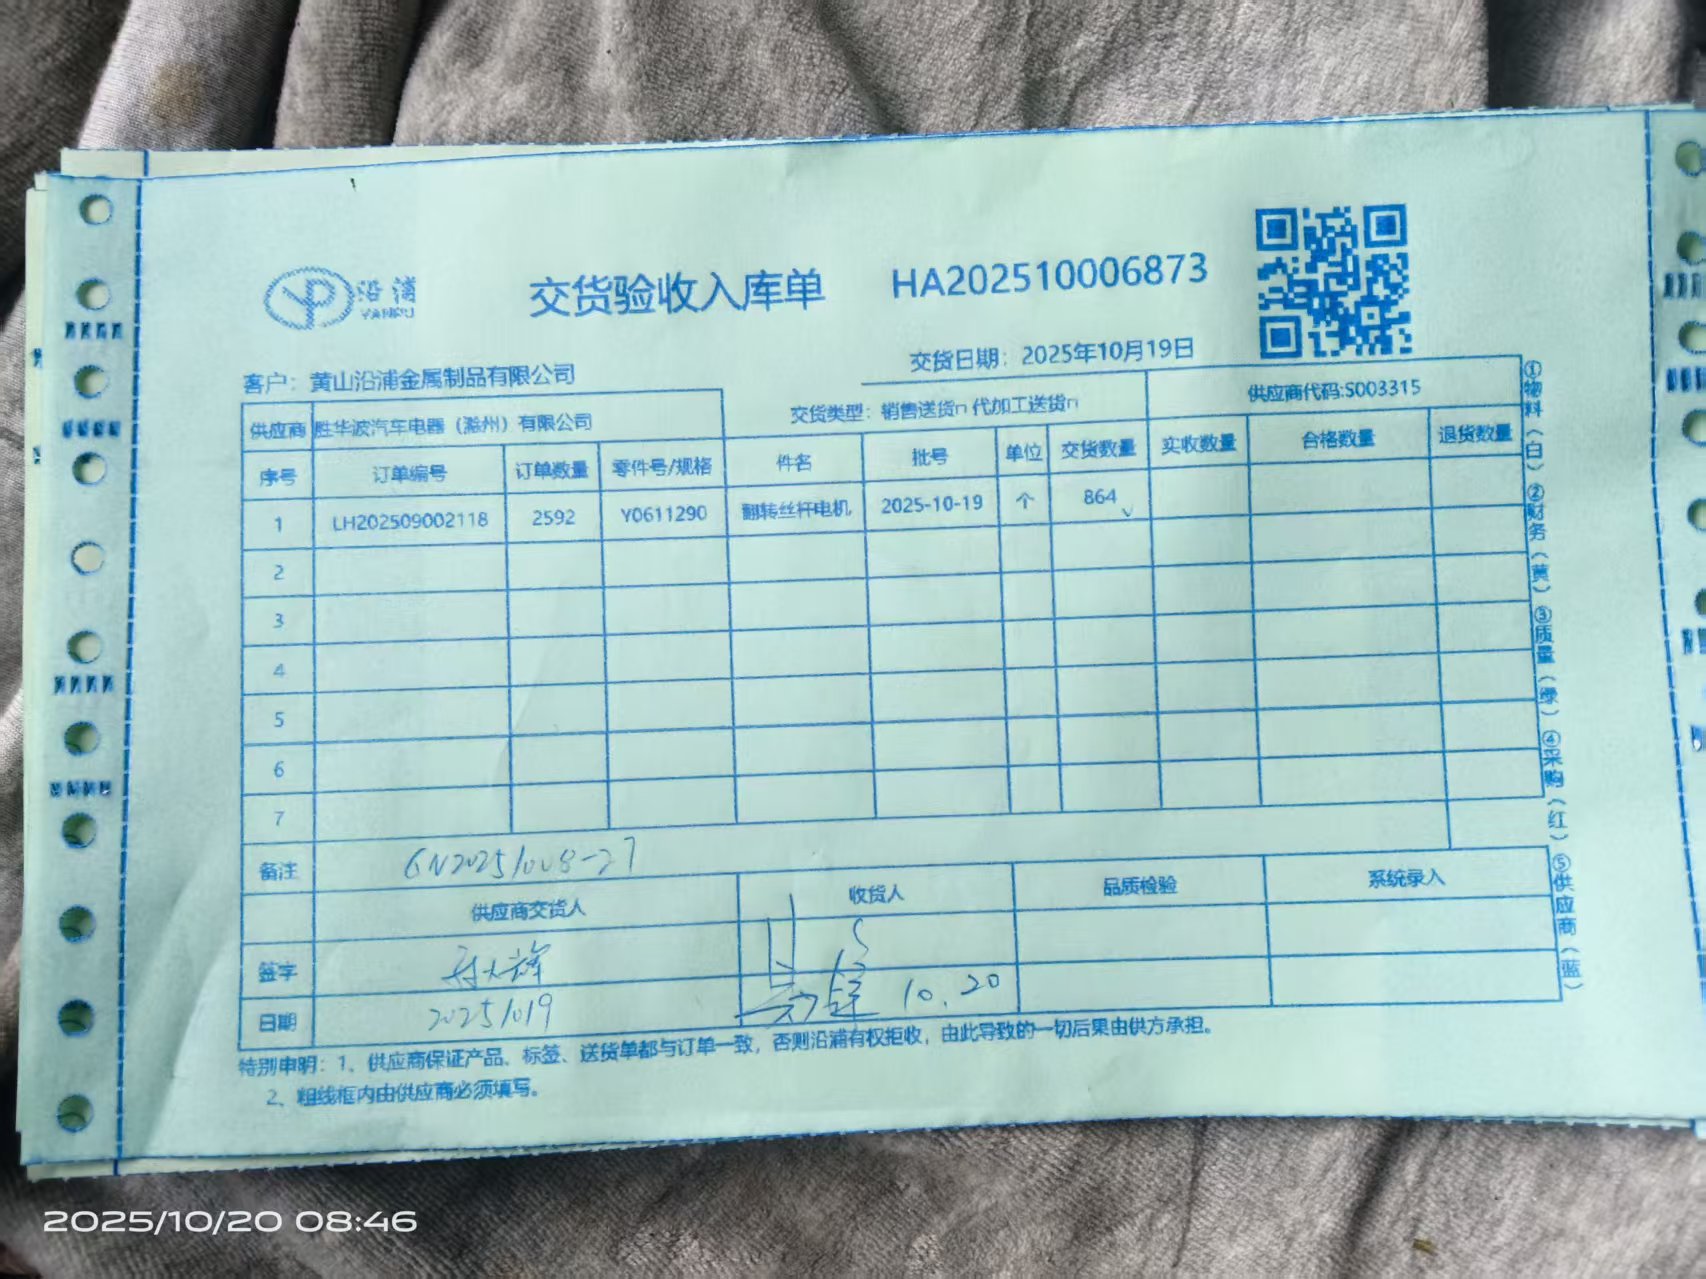 沿浦
YANPU
交货验收入库单
HA202510006873
交货日期：2025年10月19日
客户：黄山沿浦金属制品有限公司
供应商 胜华波汽车电器（滁州）有限公司 交货类型：销售送货n 代加工送货n 供应商代码:S003315
序号 订单编号 订单数量 零件号/规格 件名 批号 单位 交货数量 实收数量 合格数量 退货数量
1 LH202509002118 2592 Y0611290 翻转丝杆电机 2025-10-19 个 864
2
3
4
5
6
7
备注 GN20251008-27
供应商交货人 收货人 品质检验 系统录入
签字
日期 20251019 10.20
特别申明：1、供应商保证产品、标签、送货单都与订单一致，否则沿浦有权拒收，由此导致的一切后果由供方承担。
2、粗线框内由供应商必须填写。
①物料（白）②财务（黄）③质量（绿）④采购（红）⑤供应商（蓝）
2025/10/20 08:46